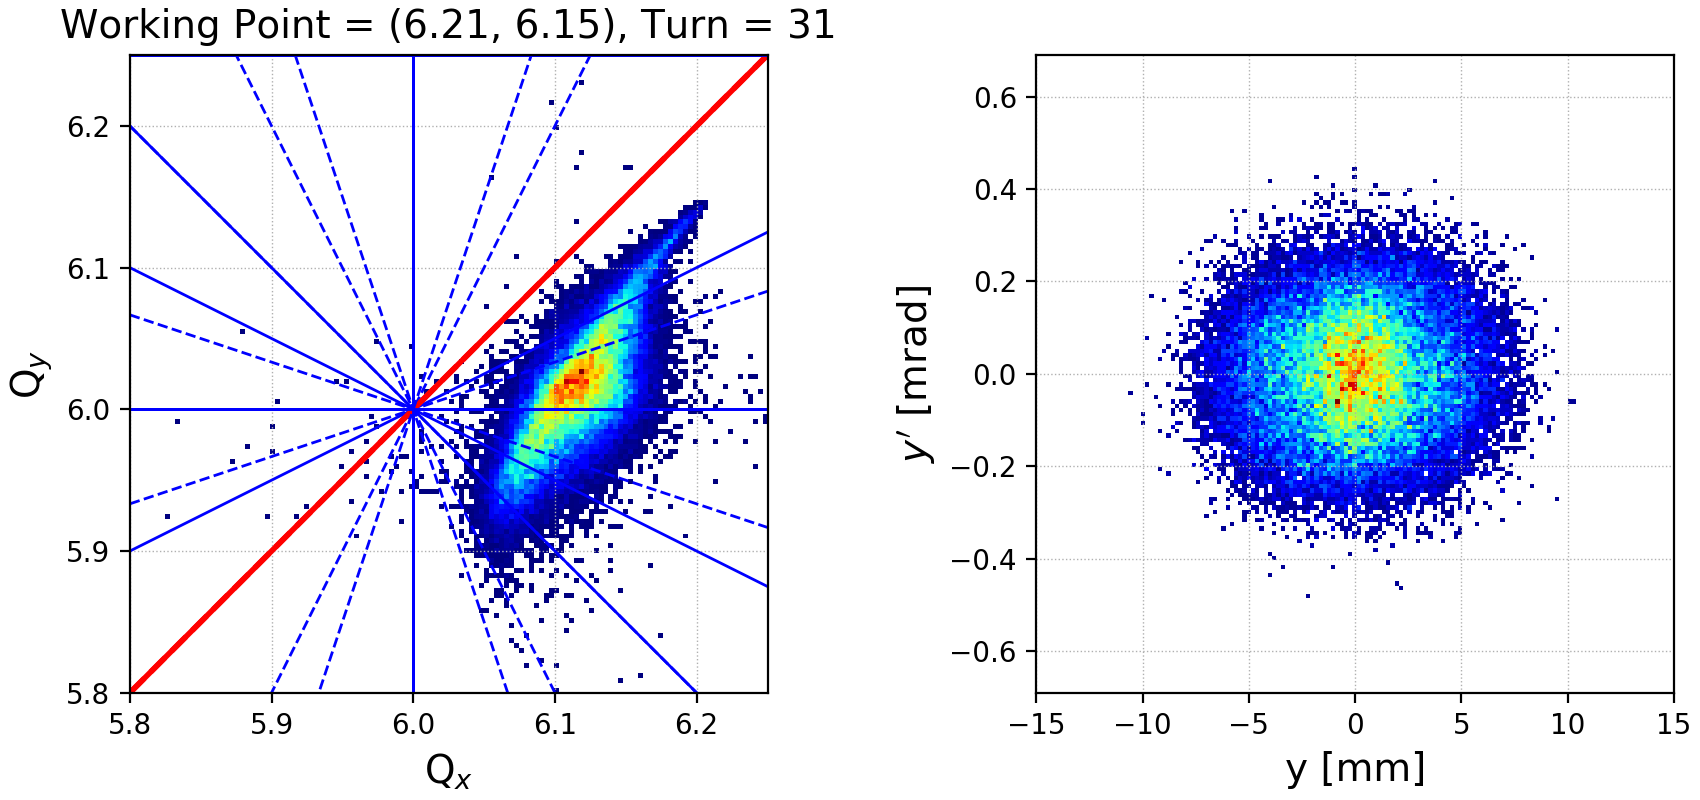 Working Point = (6.21, 6.15), Turn = 31
6.2
6.1
6.0
5.9
5.8
Q_y
5.8 5.9 6.0 6.1 6.2
Q_x
0.6
0.4
0.2
0.0
−0.2
−0.4
−0.6
y′ [mrad]
−15 −10 −5 0 5 10 15
y [mm]